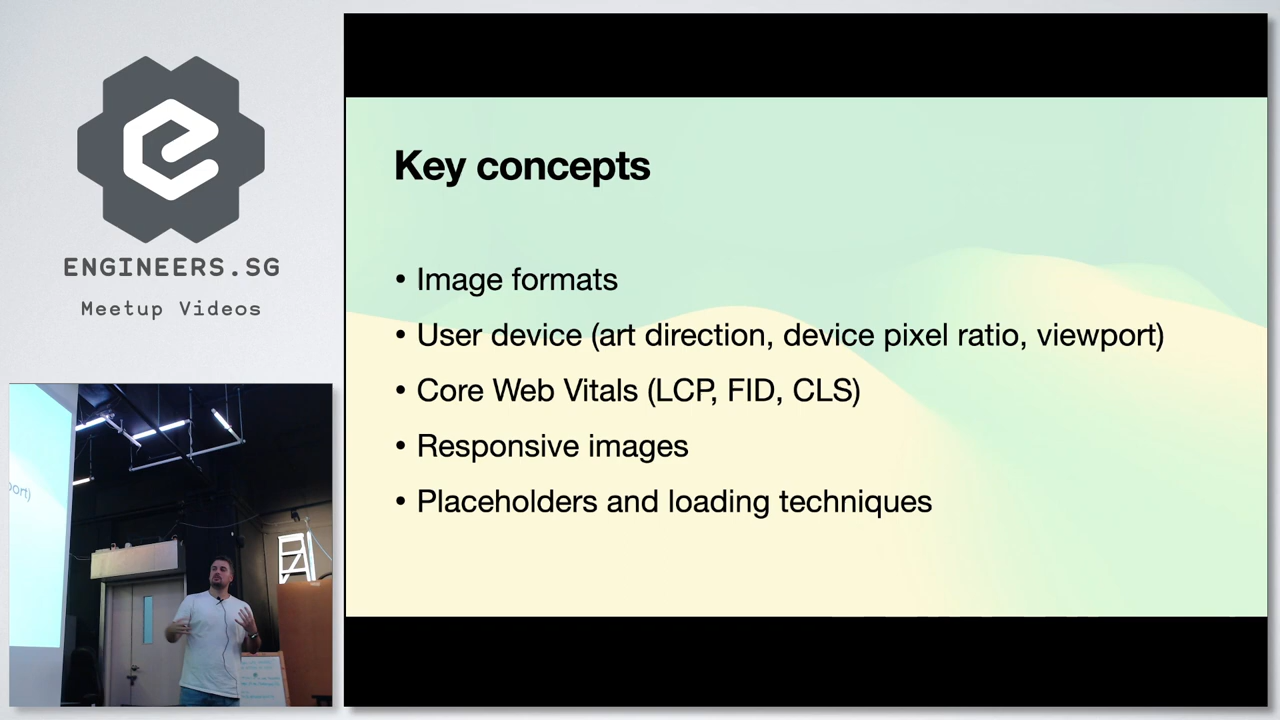 ENGINEERS.SG
Meetup Videos
Key concepts
• Image formats
• User device (art direction, device pixel ratio, viewport)
• Core Web Vitals (LCP, FID, CLS)
• Responsive images
• Placeholders and loading techniques
port)